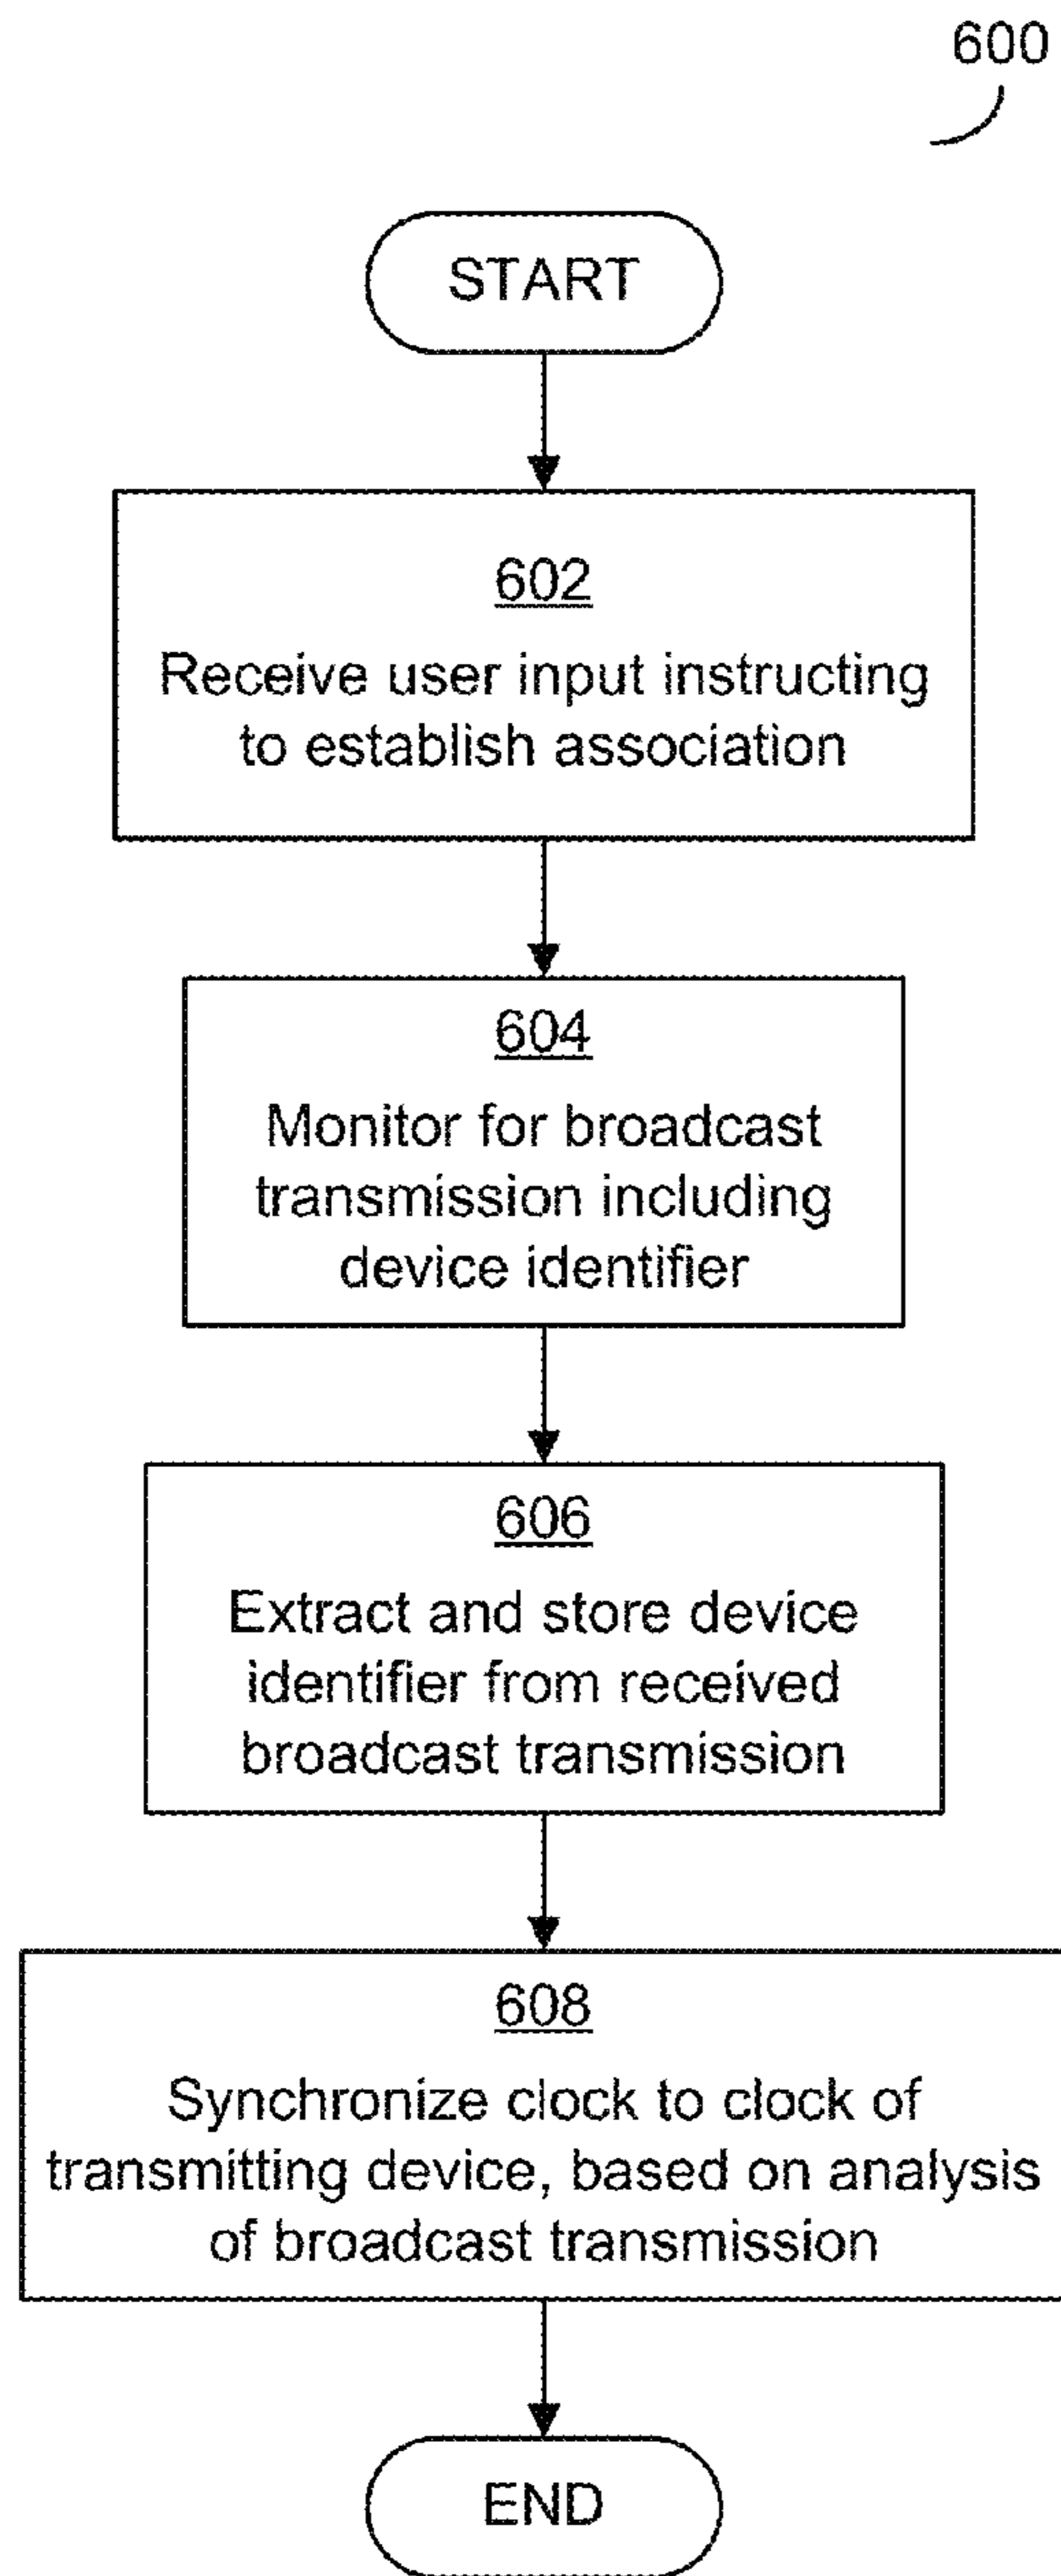 600
START
602
Receive user input instructing
to establish association
604
Monitor for broadcast
transmission including
device identifier
606
Extract and store device
identifier from received
broadcast transmission
608
Synchronize clock to clock of
transmitting device, based on analysis
of broadcast transmission
END